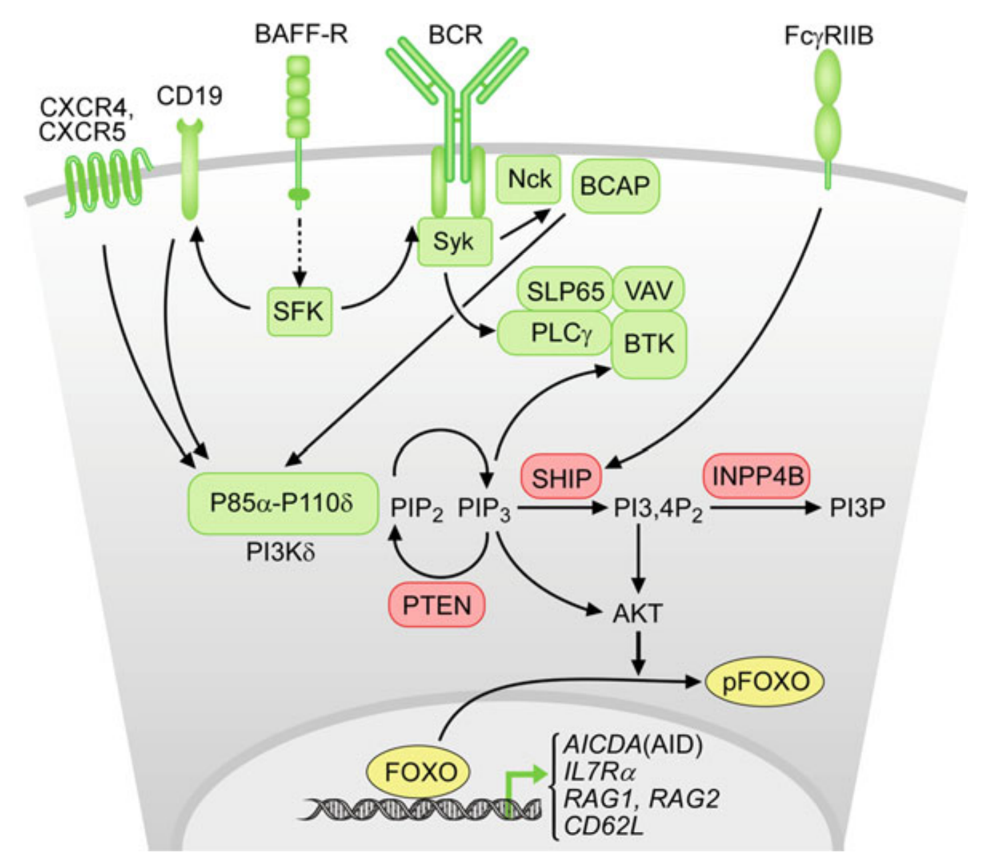 BAFF-R
BCR
FcγRIIB
CD19
CXCR4,
CXCR5
Nck
BCAP
Syk
SFK
SLP65
VAV
PLCγ
BTK
P85α-P110δ
PI3Kδ
PIP₂
PIP₃
SHIP
PI3,4P₂
INPP4B
PI3P
PTEN
AKT
pFOXO
FOXO
AICDA(AID)
IL7Rα
RAG1, RAG2
CD62L